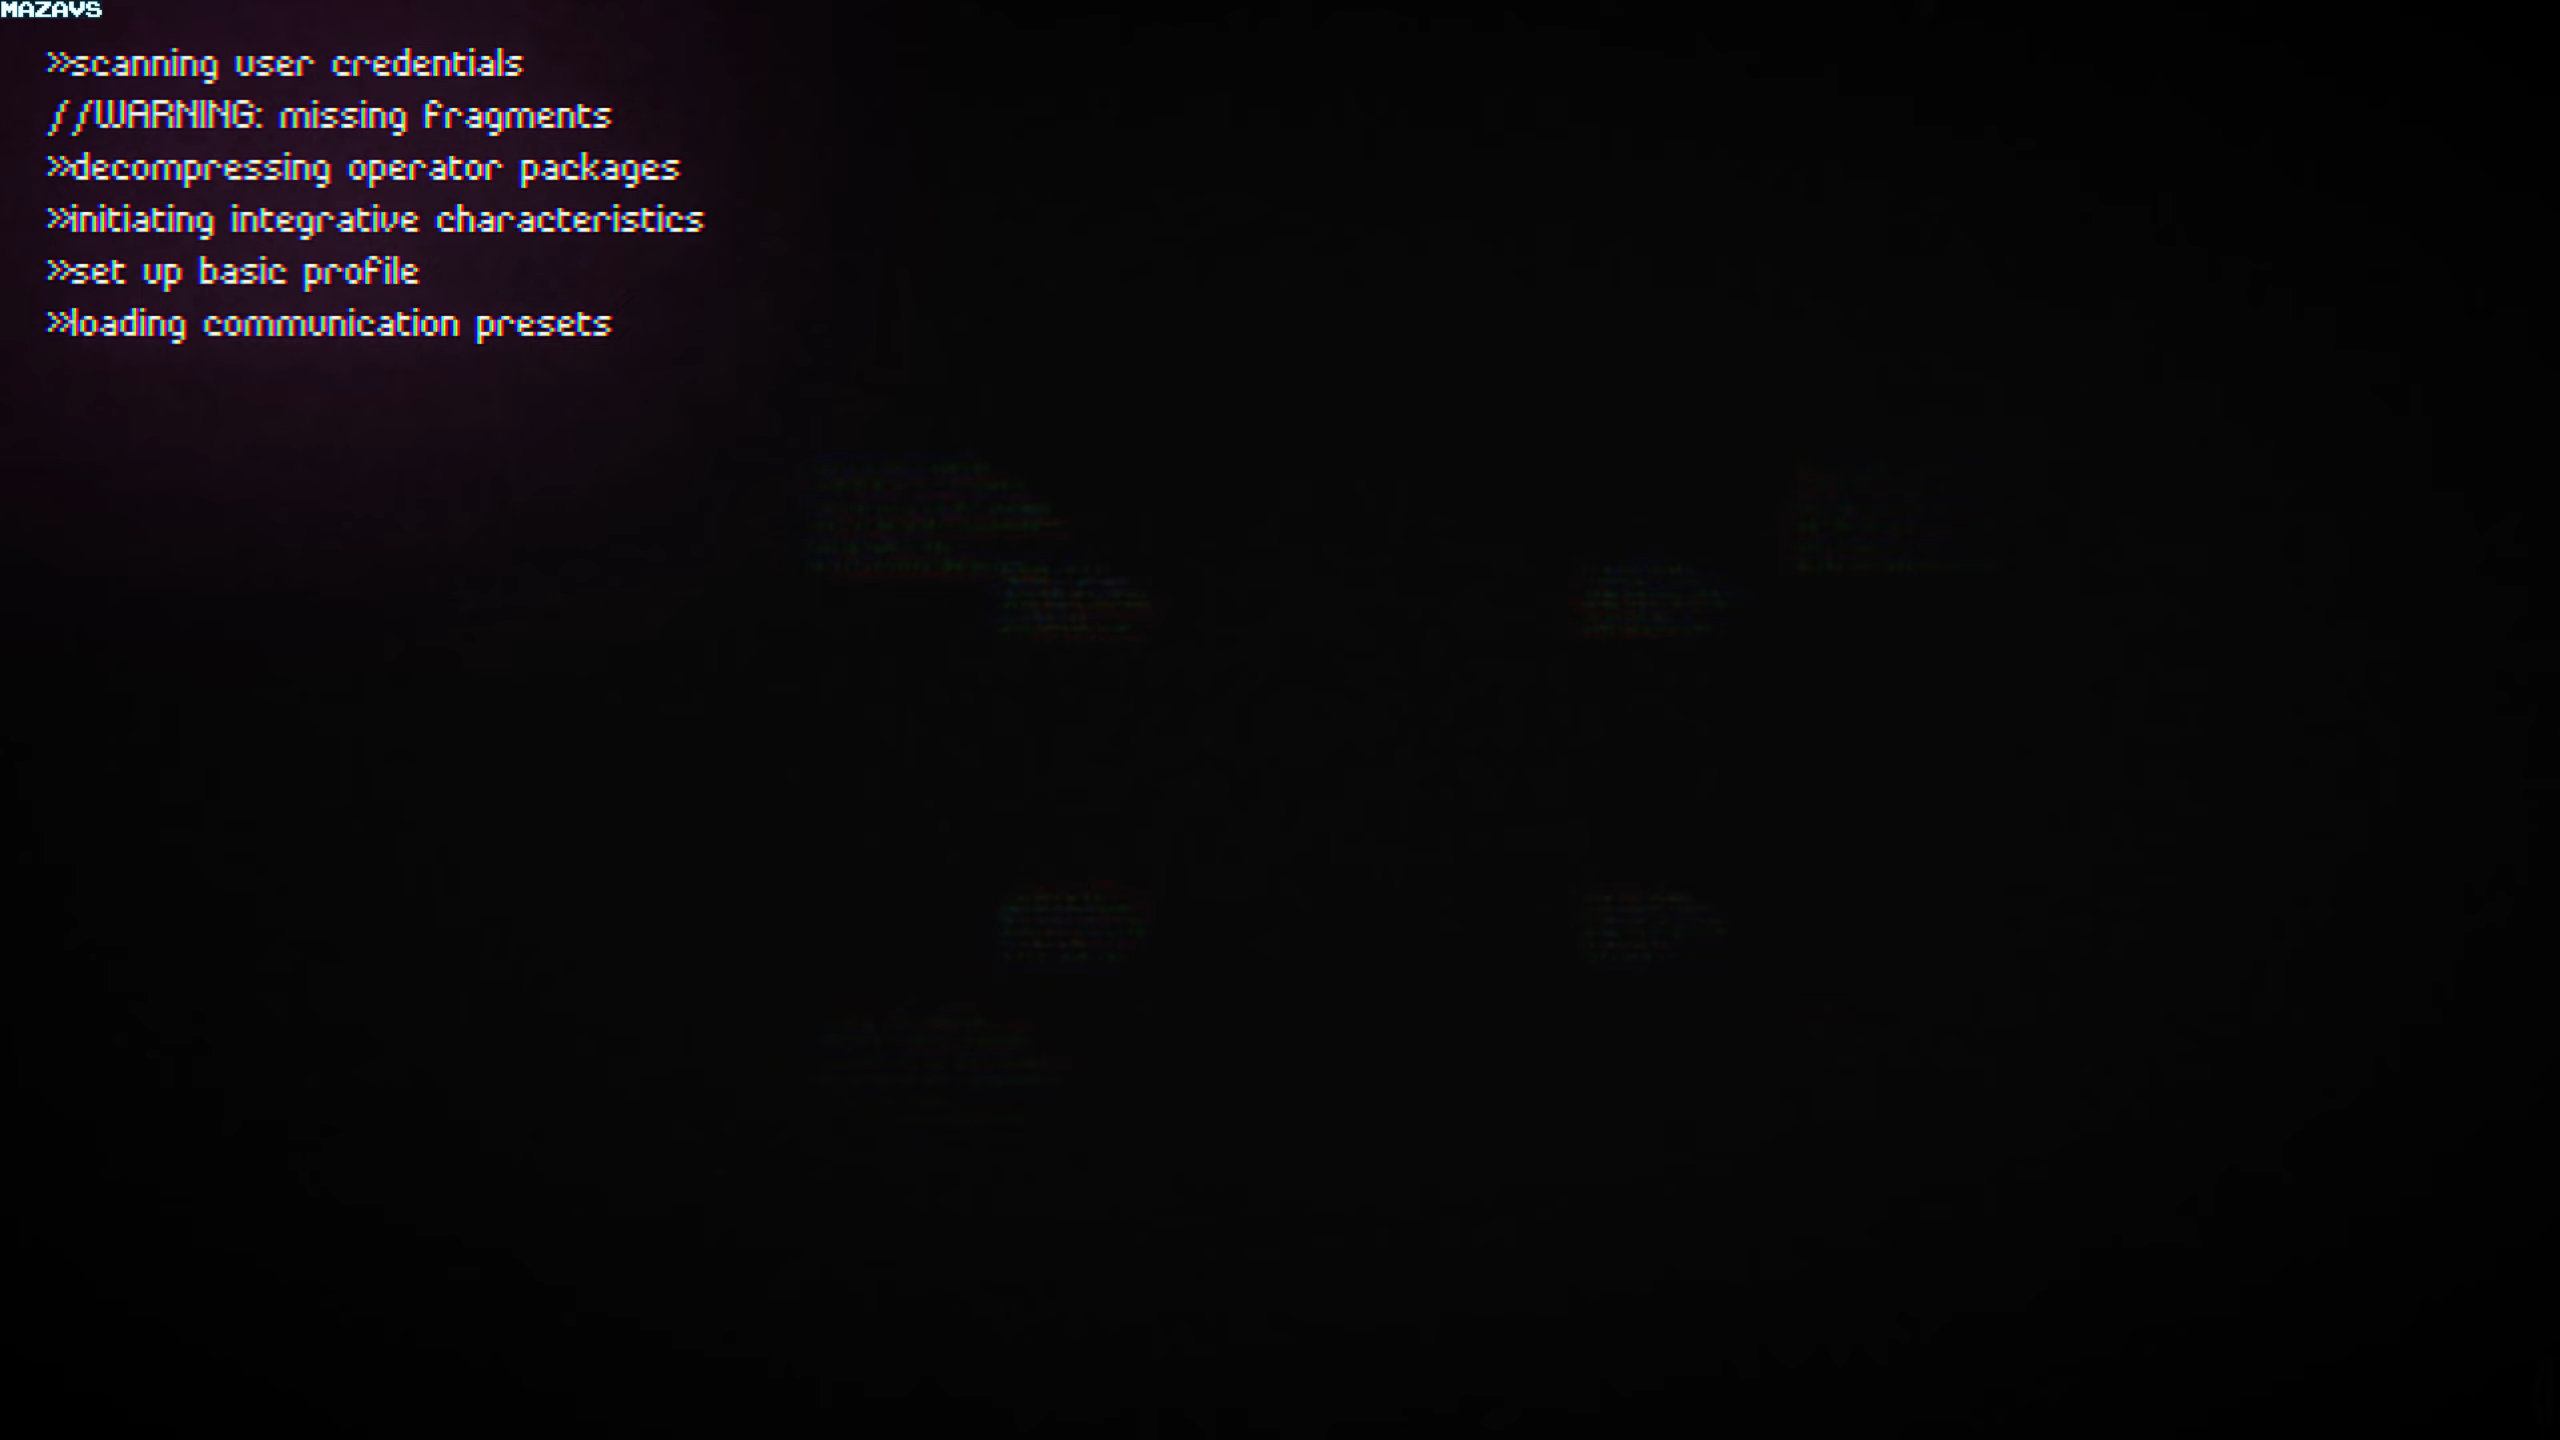 MAZAVS
»scanning user credentials
//WARNING: missing fragments
»decompressing operator packages
»initiating integrative characteristics
»set up basic profile
»loading communication presets